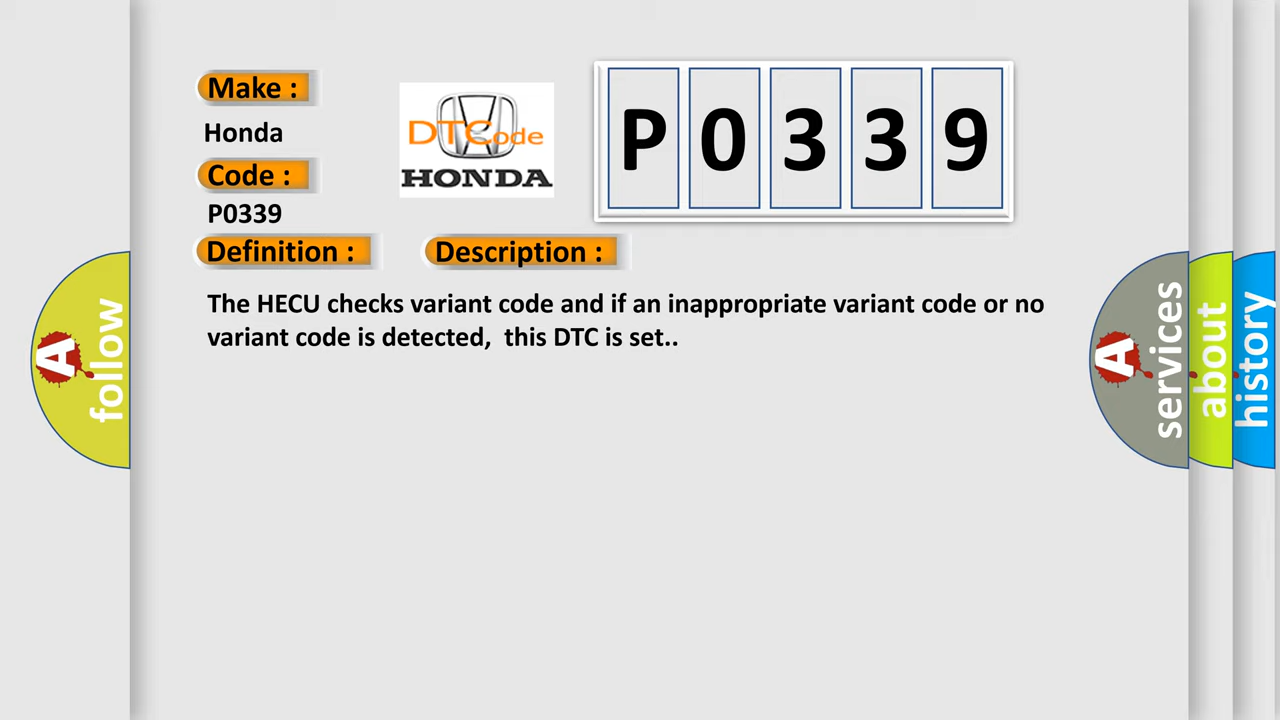 Make :
Honda
Code :
P0339
Definition :
Description :
The HECU checks variant code and if an inappropriate variant code or no
variant code is detected, this DTC is set..
DTCode
HONDA
P0339
A
follow
A
services
about
history